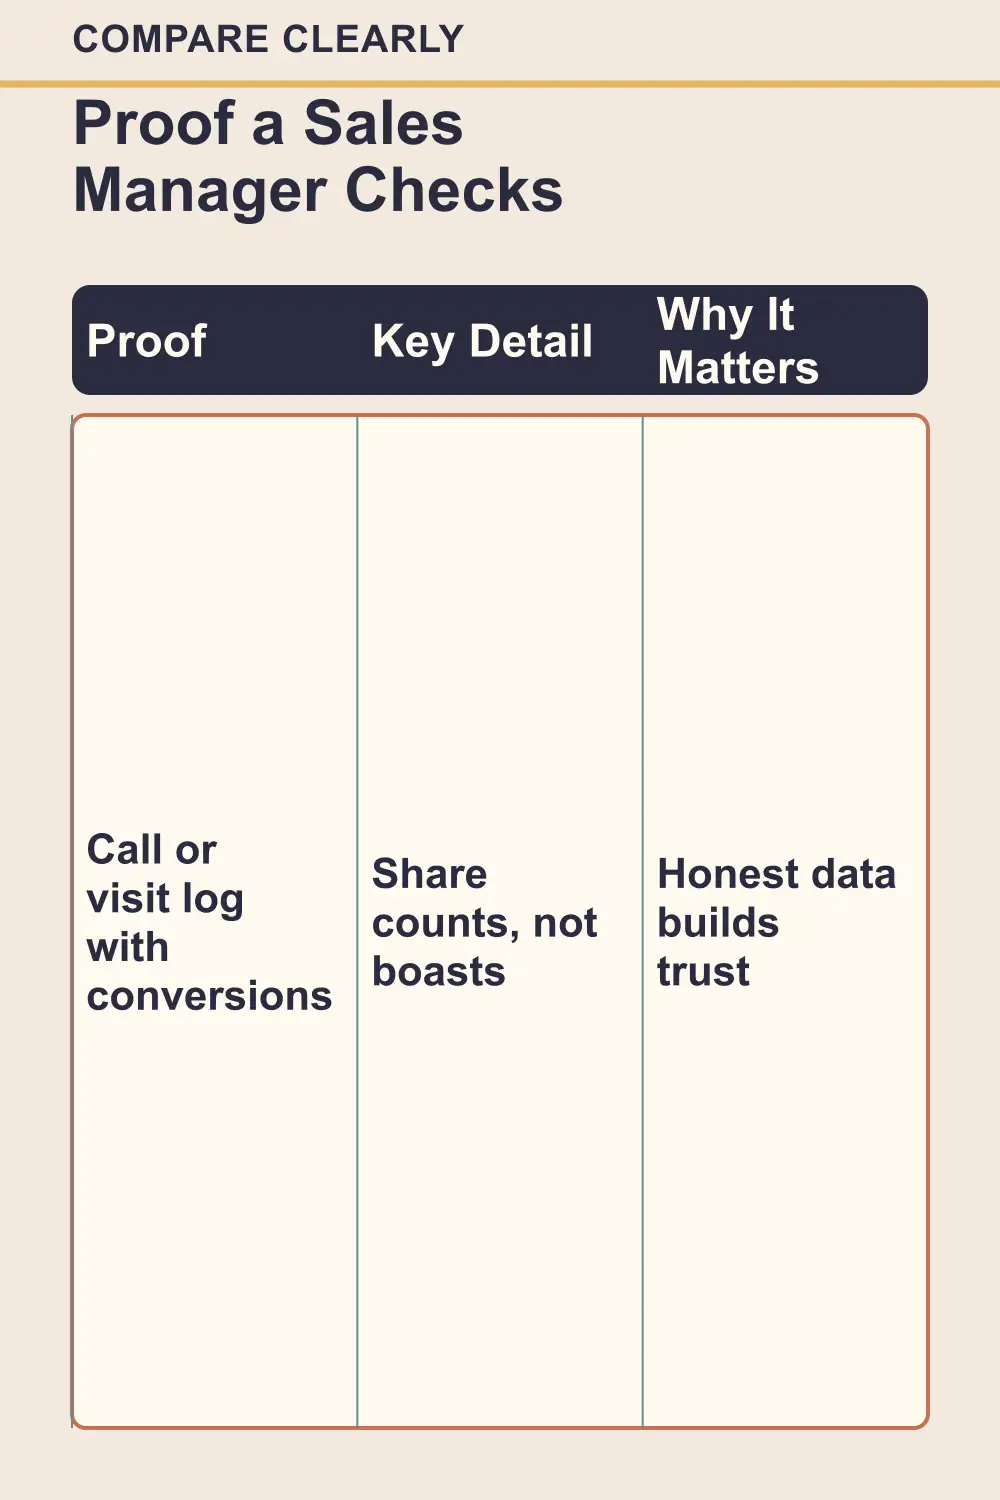 COMPARE CLEARLY
Proof a Sales
Manager Checks
Proof
Key Detail
Why It
Matters
Call or
visit log
with
conversions
Share
counts, not
boasts
Honest data
builds
trust